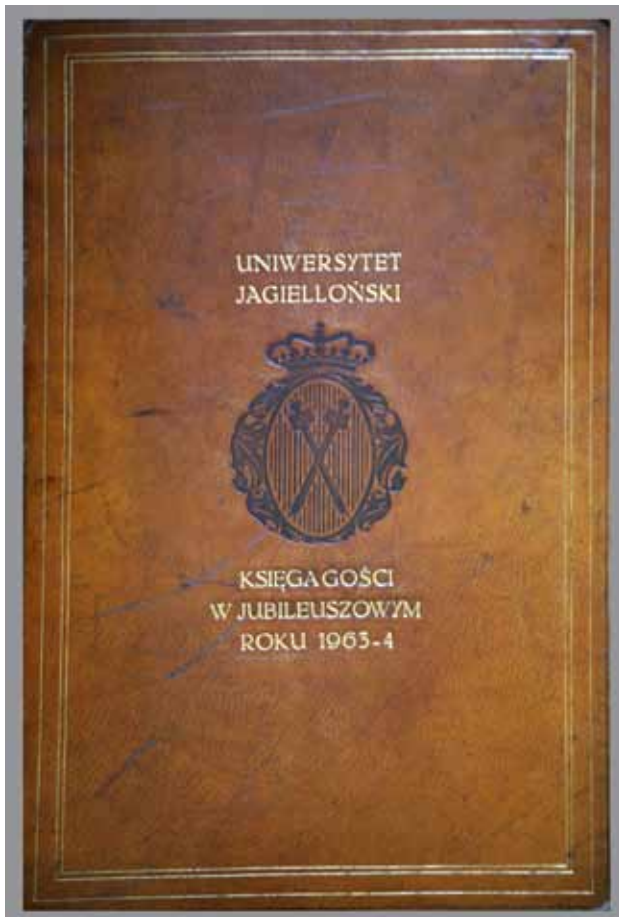 UNIWERSYTET
JAGIELLOŃSKI
KSIĘGA GOŚCI
W JUBILEUSZOWYM
ROKU 1963-4